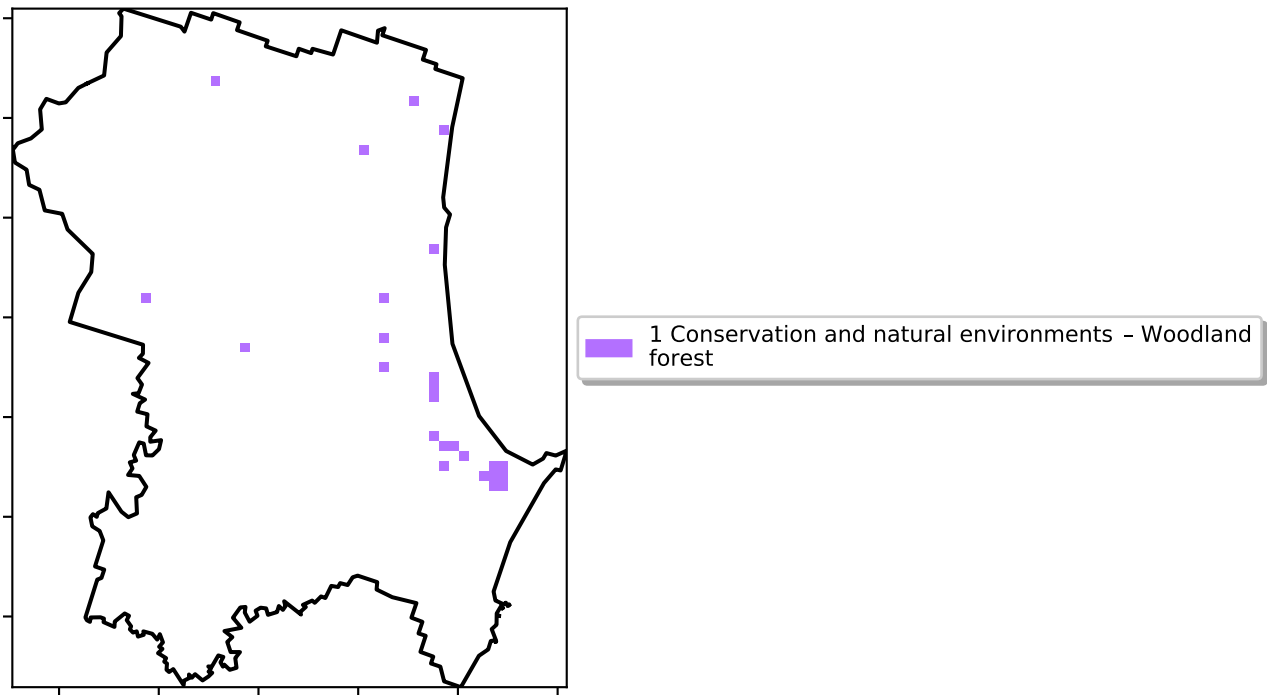 1 Conservation and natural environments – Woodland
forest